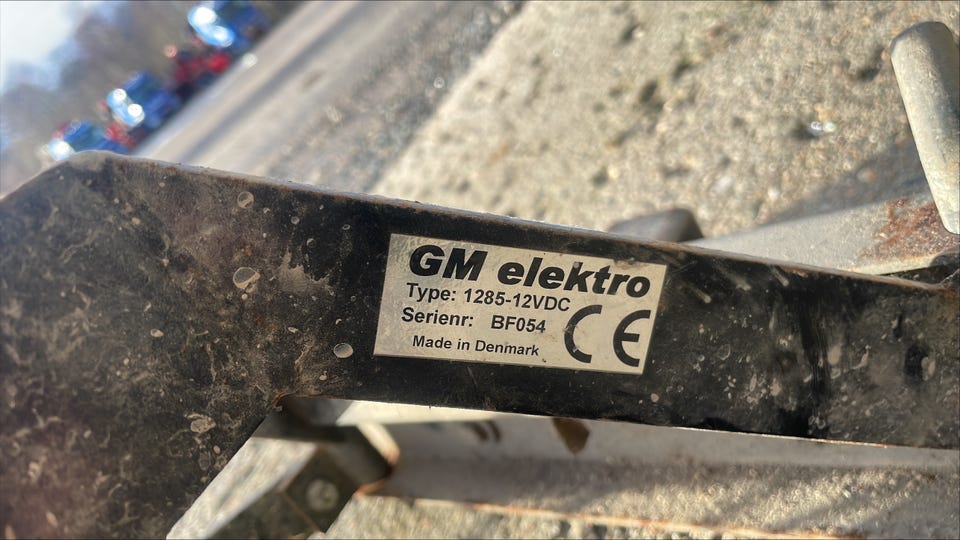 GM elektro
Type: 1285-12VDC
Serienr: BF054
Made in Denmark
CE